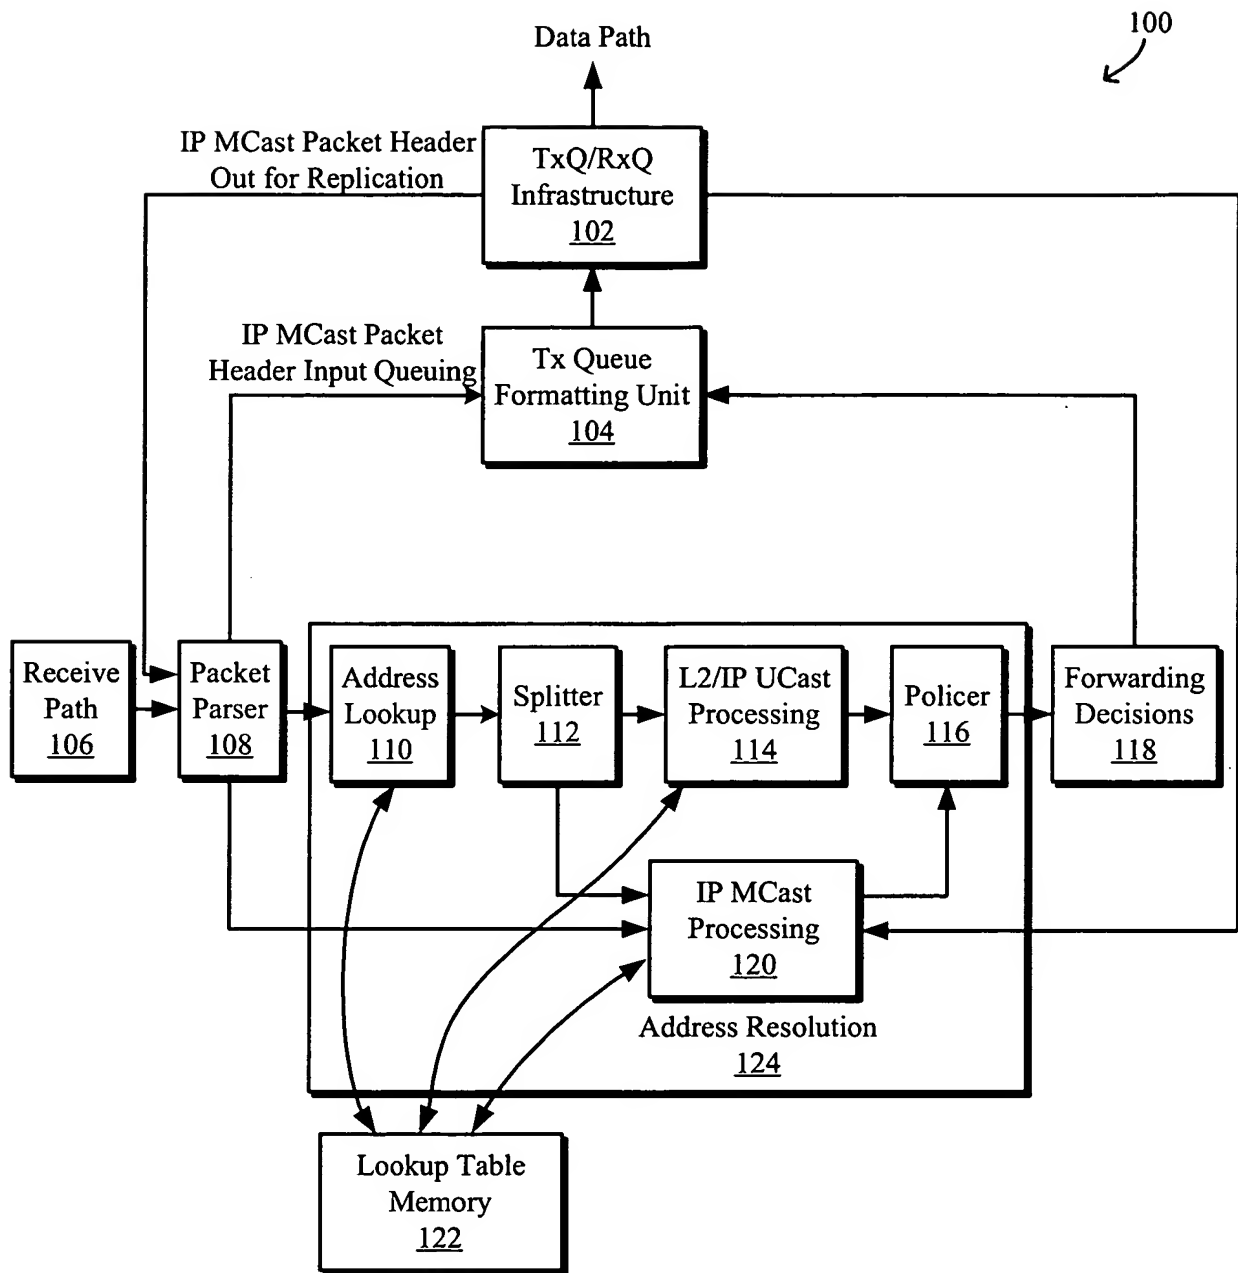 100
Data Path
IP MCast Packet Header
Out for Replication
TxQ/RxQ
Infrastructure
102
IP MCast Packet
Header Input Queuing
Tx Queue
Formatting Unit
104
Receive
Path
106
Packet
Parser
108
Address
Lookup
110
Splitter
112
L2/IP UCast
Processing
114
Policer
116
Forwarding
Decisions
118
IP MCast
Processing
120
Address Resolution
124
Lookup Table
Memory
122